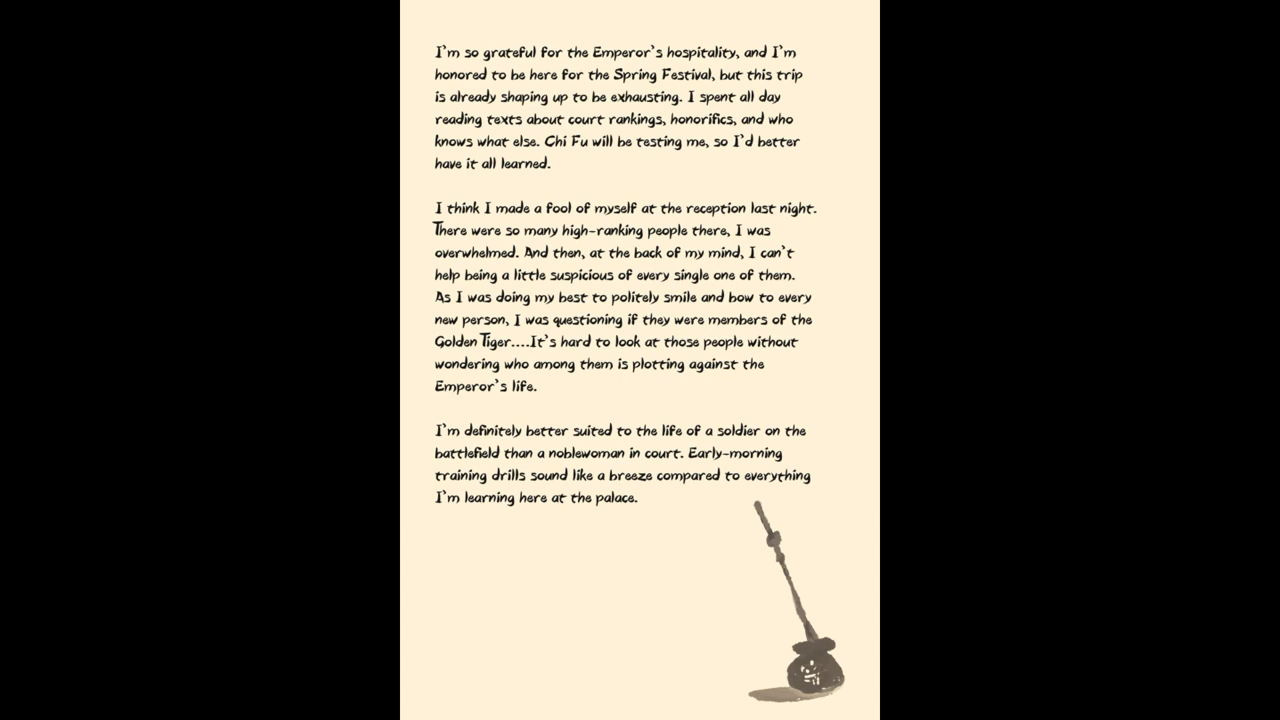 I'm so grateful for the Emperor's hospitality, and I'm
honored to be here for the Spring Festival, but this trip
is already shaping up to be exhausting. I spent all day
reading texts about court rankings, honorifics, and who
knows what else. Chi Fu will be testing me, so I'd better
have it all learned.
I think I made a fool of myself at the reception last night.
There were so many high-ranking people there, I was
overwhelmed. And then, at the back of my mind, I can't
help being a little suspicious of every single one of them.
As I was doing my best to politely smile and bow to every
new person, I was questioning if they were members of the
Golden Tiger....It's hard to look at those people without
wondering who among them is plotting against the
Emperor's life.
I'm definitely better suited to the life of a soldier on the
battlefield than a noblewoman in court. Early-morning
training drills sound like a breeze compared to everything
I'm learning here at the palace.